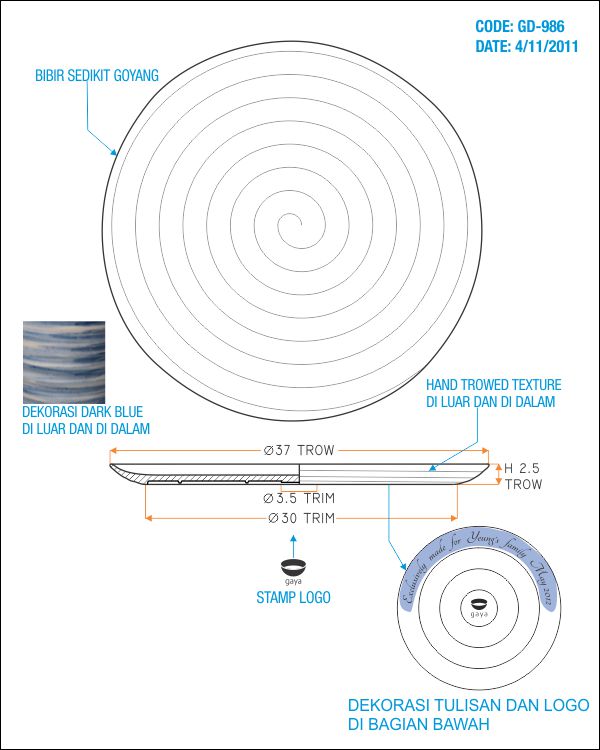 CODE: GD-986
DATE: 4/11/2011
BIBIR SEDIKIT GOYANG
DEKORASI DARK BLUE
DI LUAR DAN DI DALAM
HAND TROWED TEXTURE
DI LUAR DAN DI DALAM
Ø37 TROW
H 2.5
TROW
Ø3.5 TRIM
Ø30 TRIM
gaya
STAMP LOGO
Exclusively made for Yeung's family May 2012
gaya
DEKORASI TULISAN DAN LOGO
DI BAGIAN BAWAH